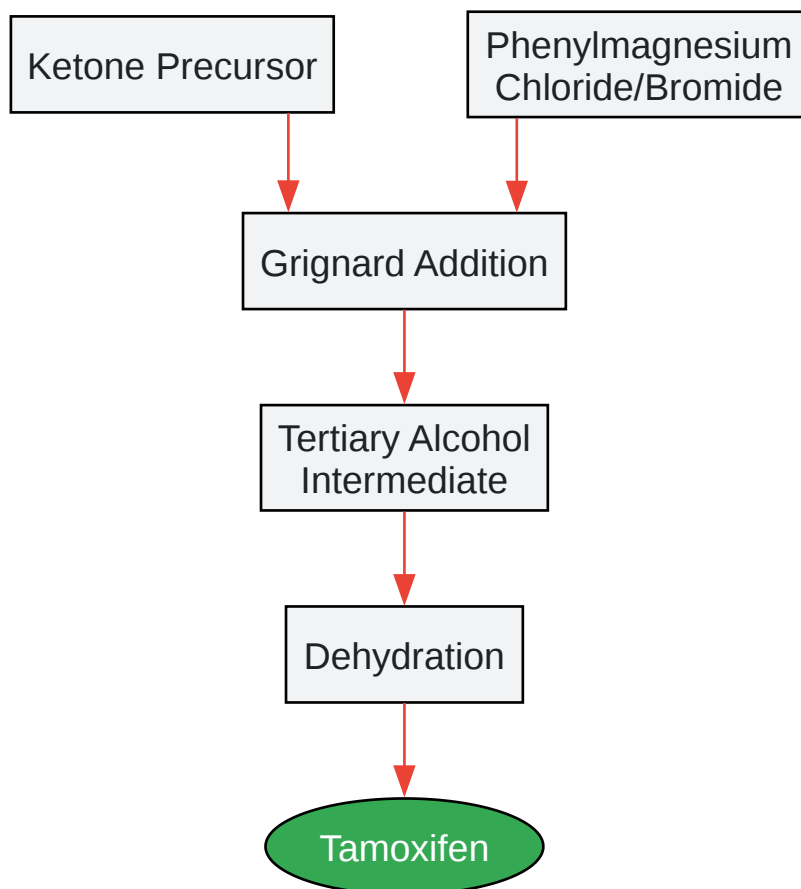 Ketone Precursor
Phenylmagnesium
Chloride/Bromide
Grignard Addition
Tertiary Alcohol
Intermediate
Dehydration
Tamoxifen